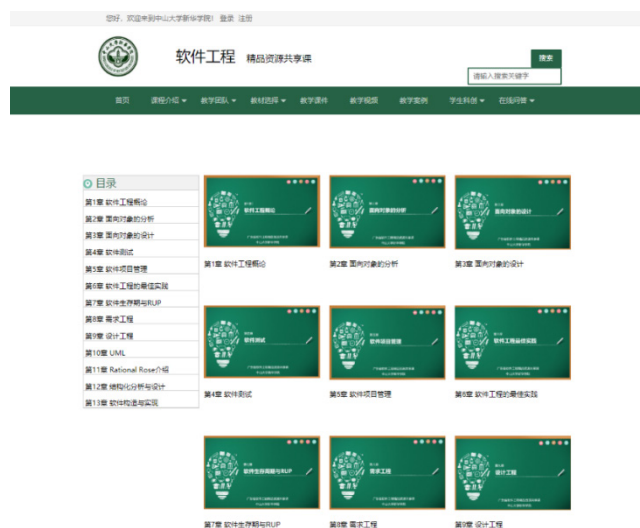 您好，欢迎来到中山大学新华学院！ 登录 注册
软件工程 精品资源共享课
搜索
请输入搜索关键字
首页 课程介绍 教学团队 教材选择 教学课件 教学视频 教学案例 学生科创 在线问答
目录
第1章 软件工程概论
第2章 面向对象的分析
第3章 面向对象的设计
第4章 软件测试
第5章 软件项目管理
第6章 软件工程的最佳实践
第7章 软件生存期与RUP
第8章 需求工程
第9章 设计工程
第10章 UML
第11章 Rational Rose介绍
第12章 结构化分析与设计
第13章 软件构造与实现
软件工程概论
面向对象的分析
面向对象的设计
第1章 软件工程概论
第2章 面向对象的分析
第3章 面向对象的设计
软件测试
软件项目管理
软件工程最佳实践
第4章 软件测试
第5章 软件项目管理
第6章 软件工程的最佳实践
软件生存周期与RUP
需求工程
设计工程
第7章 软件生存期与RUP
第8章 需求工程
第9章 设计工程